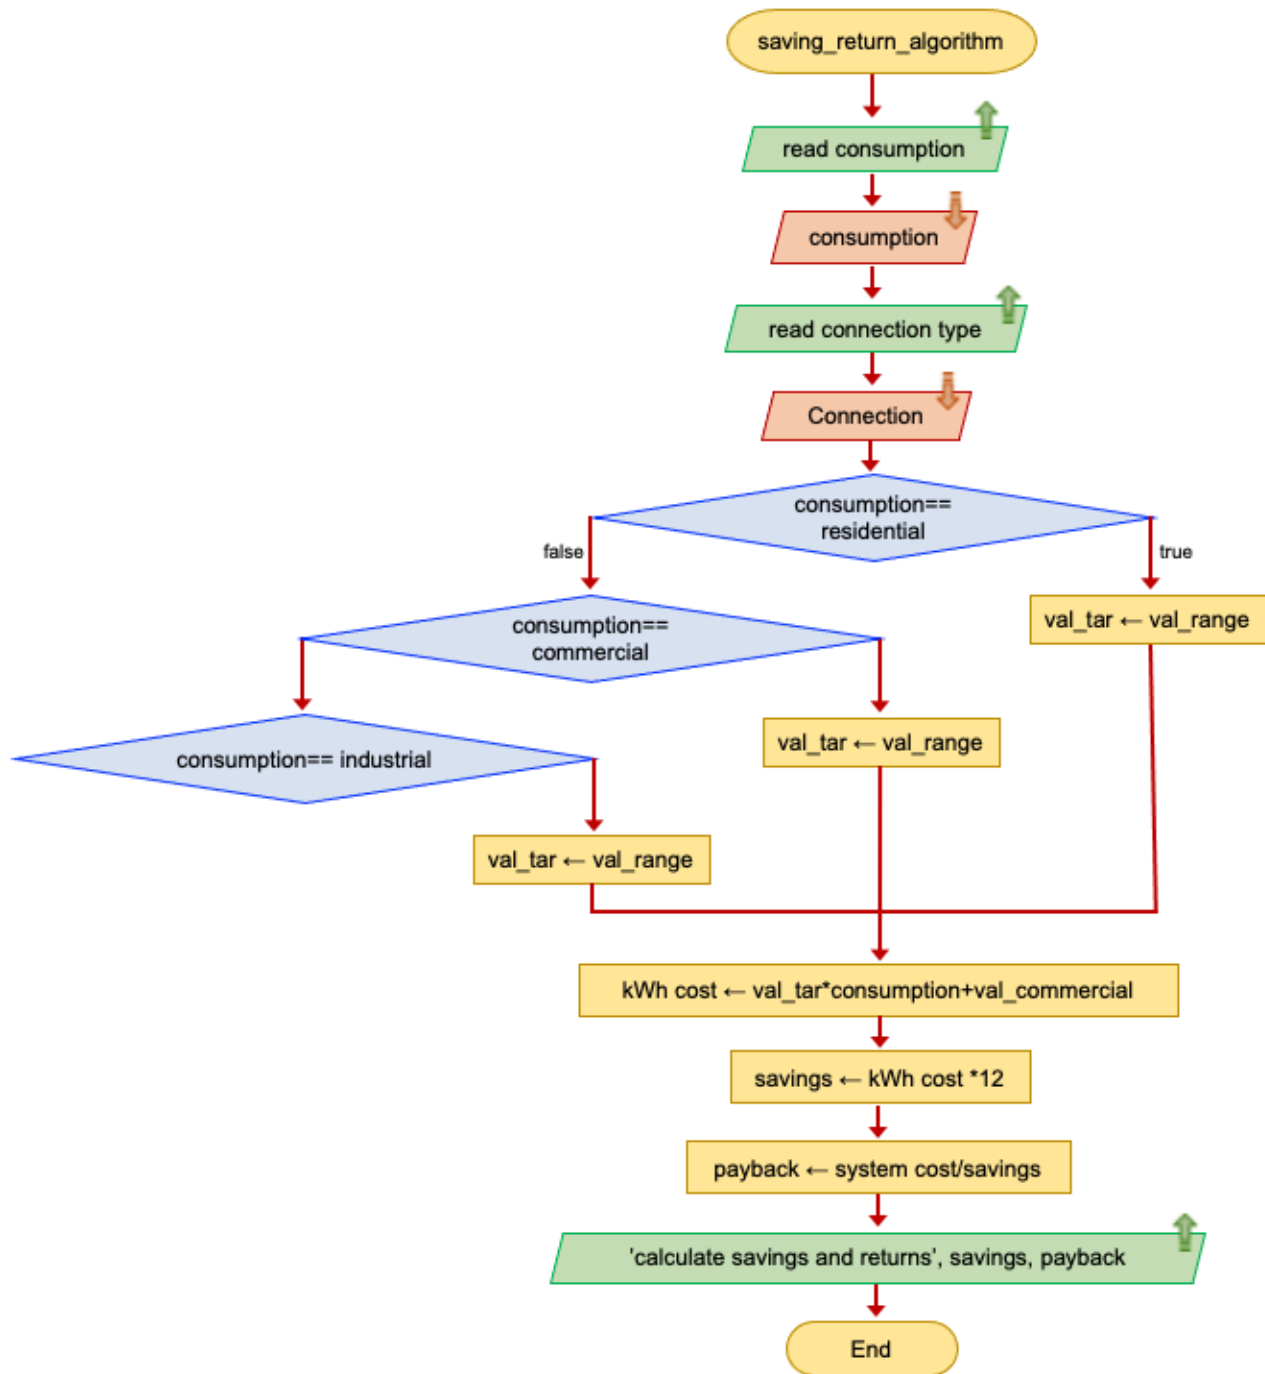 saving_return_algorithm
read consumption
consumption
read connection type
Connection
consumption==
residential
false
true
consumption==
commercial
val_tar ← val_range
consumption== industrial
val_tar ← val_range
val_tar ← val_range
kWh cost ← val_tar*consumption+val_commercial
savings ← kWh cost *12
payback ← system cost/savings
'calculate savings and returns', savings, payback
End